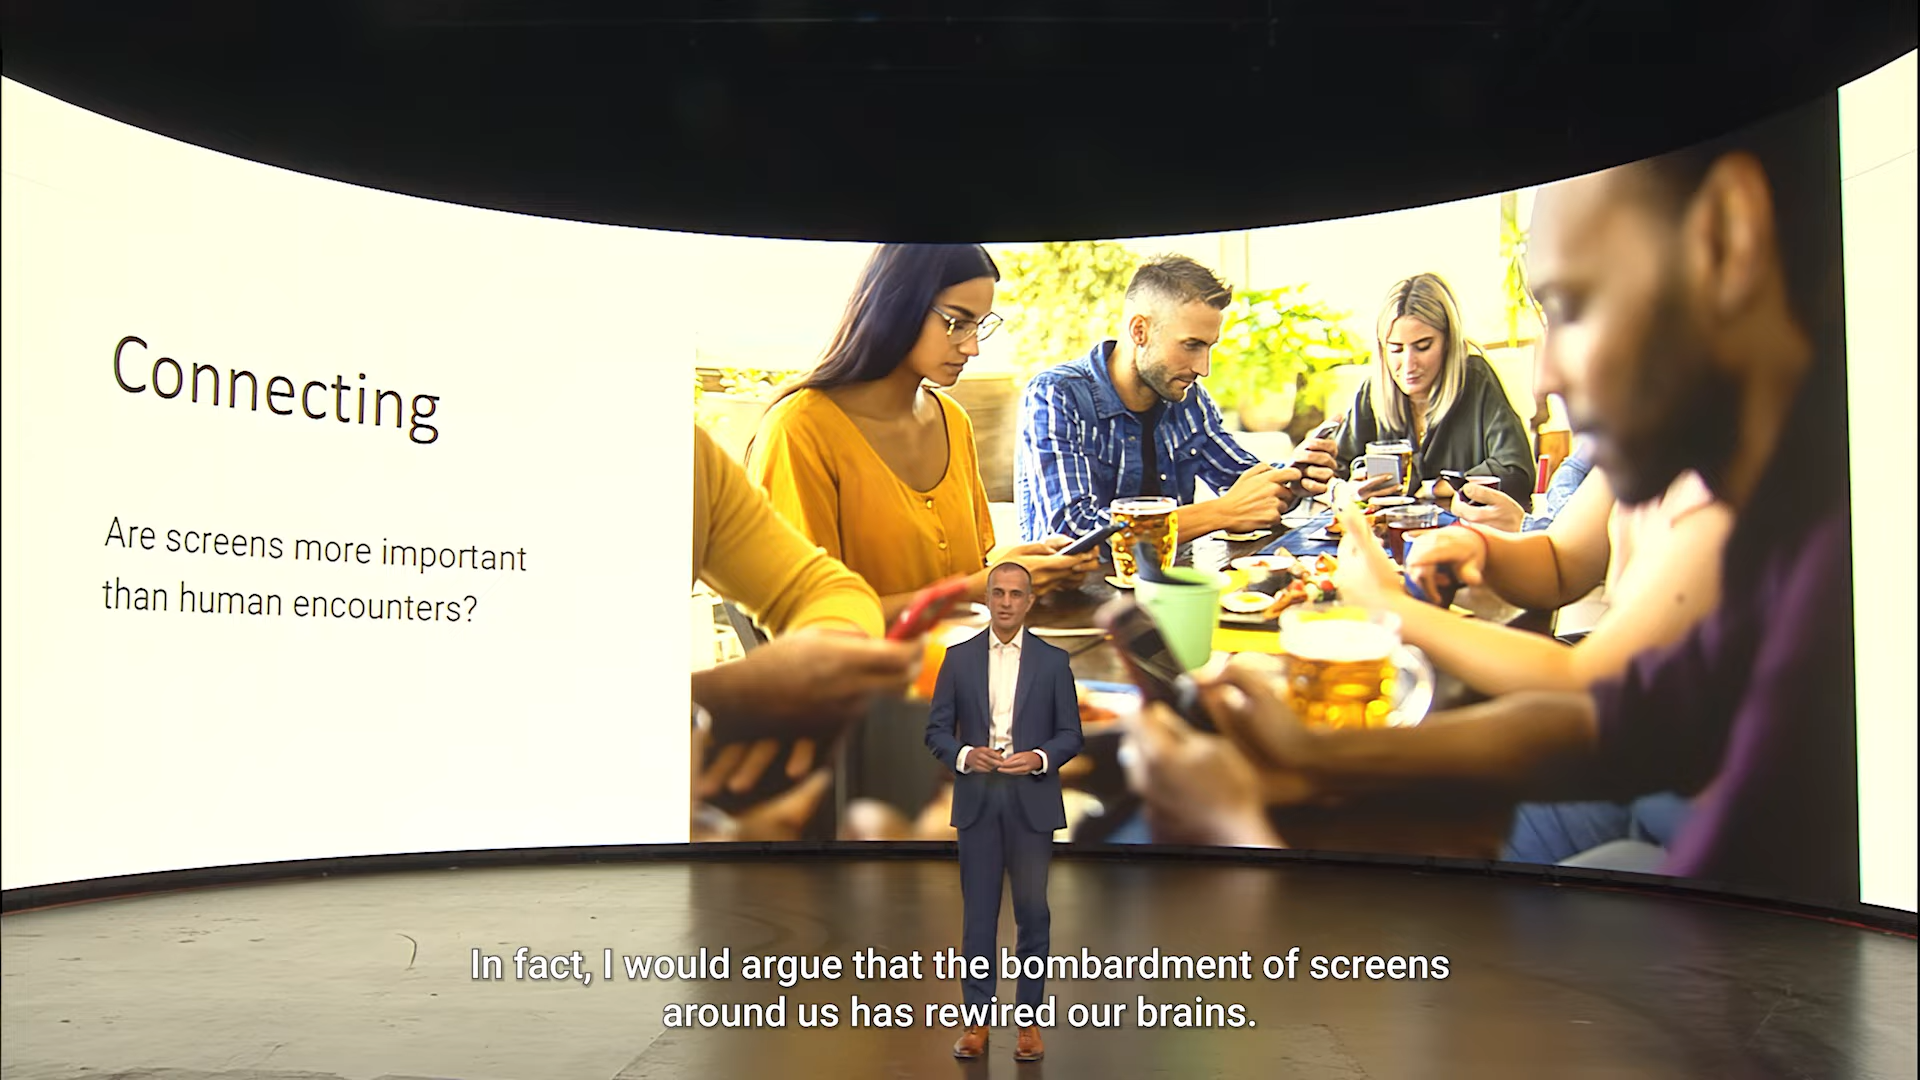 Connecting
Are screens more important
than human encounters?
In fact, I would argue that the bombardment of screens
around us has rewired our brains.